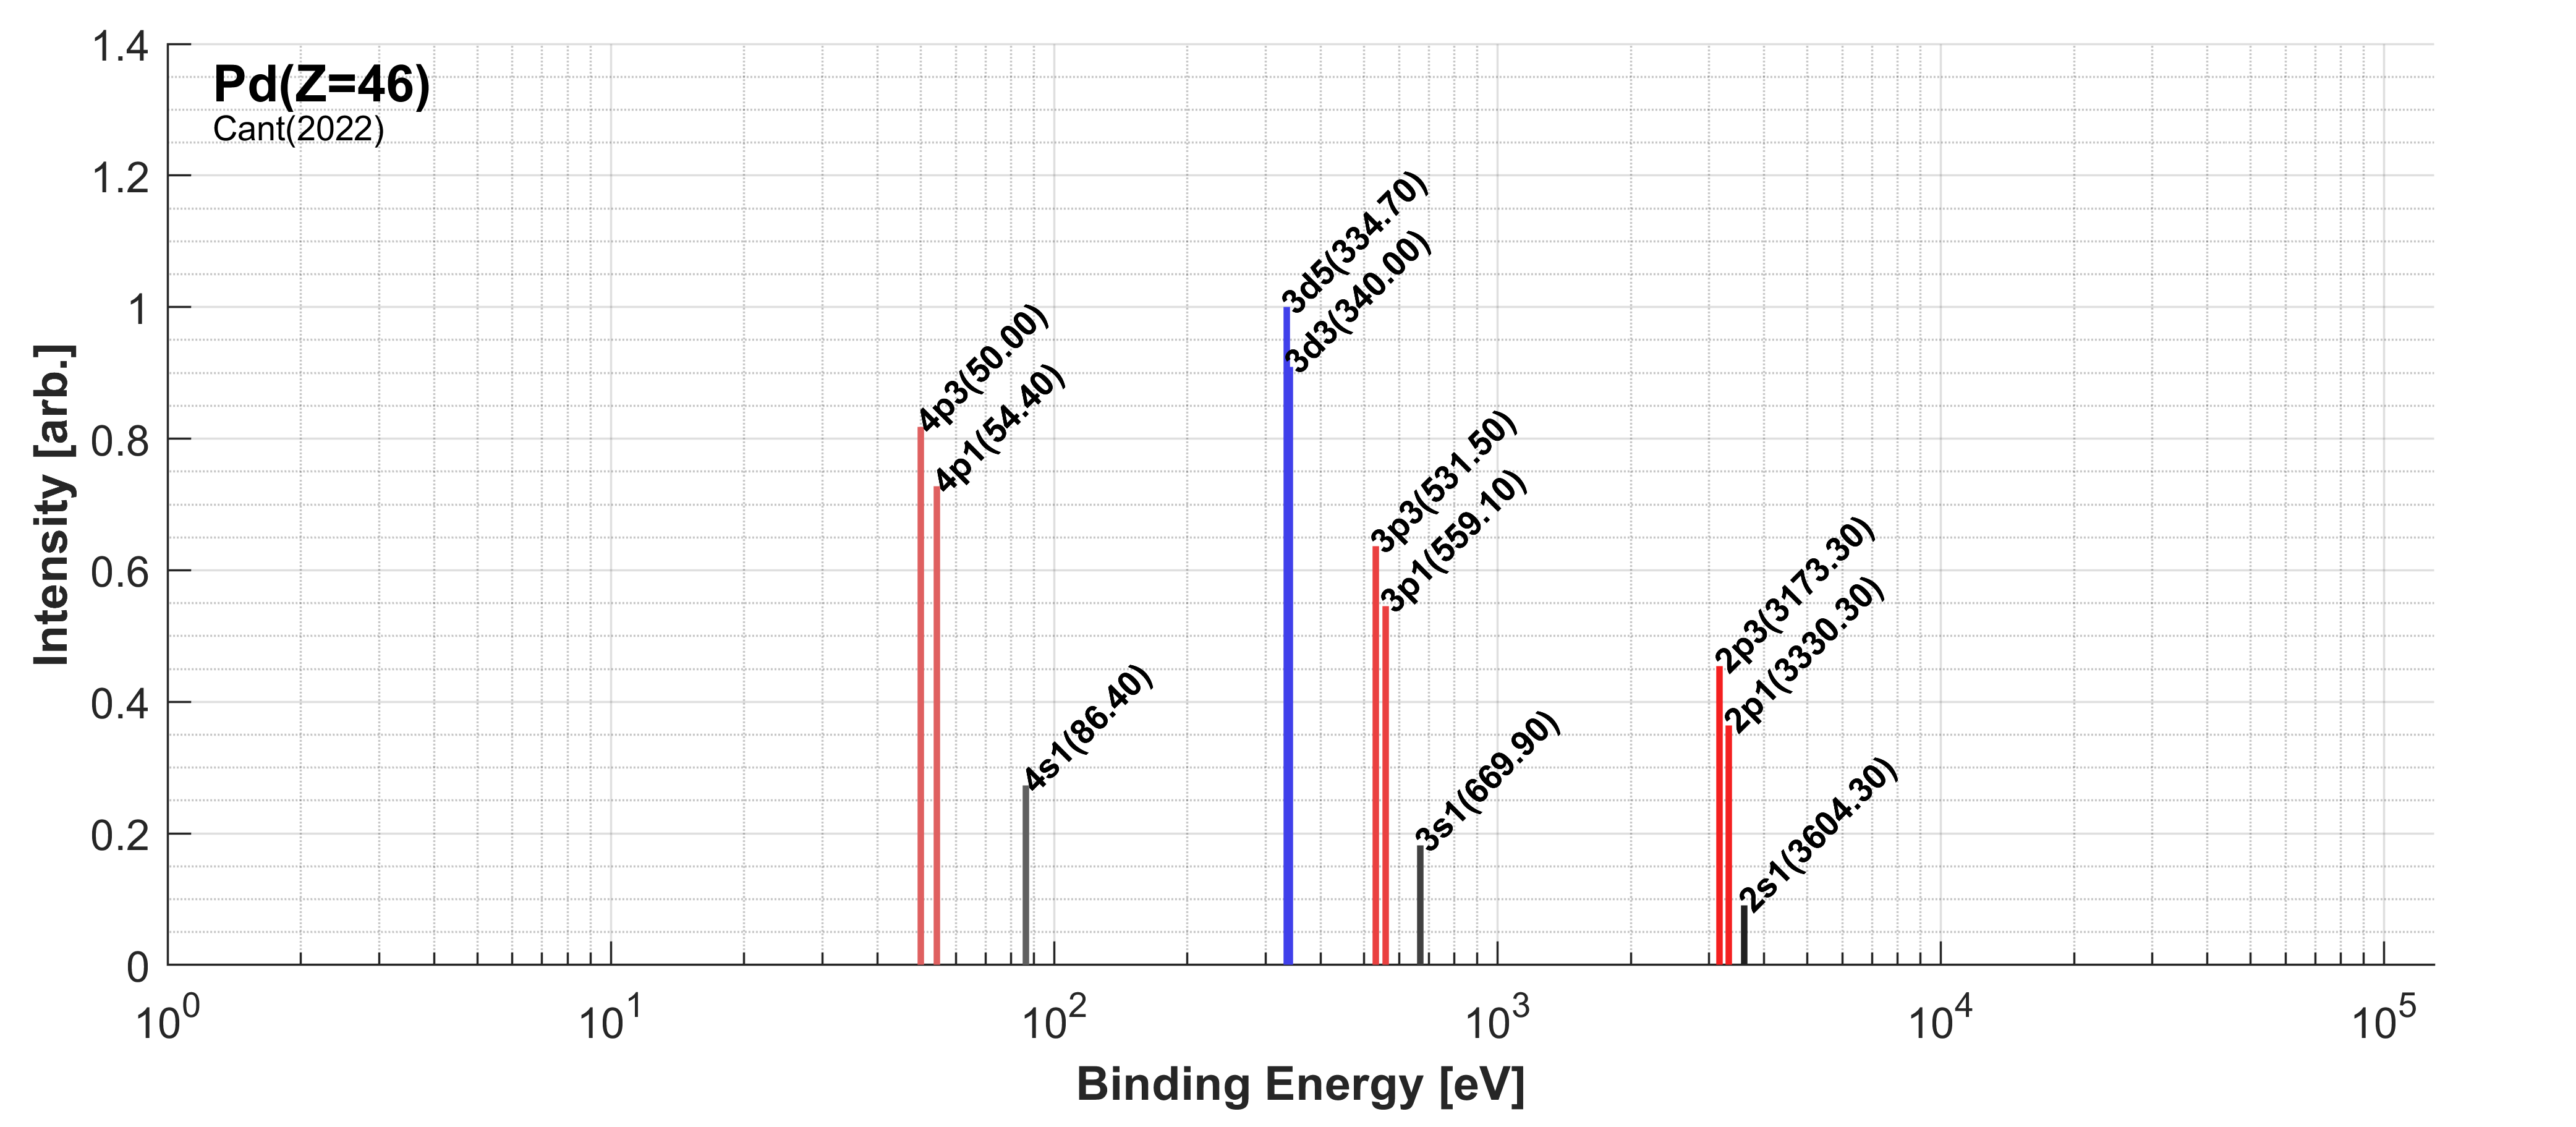 Pd(Z=46)
Cant(2022)
1.4
1.2
1
0.8
0.6
0.4
0.2
0
Intensity [arb.]
4p3(50.00)
4p1(54.40)
4s1(86.40)
3d5(334.70)
3d3(340.00)
3p3(531.50)
3p1(559.10)
3s1(669.90)
2p3(3173.30)
2p1(3330.30)
2s1(3604.30)
10^0 10^1 10^2 10^3 10^4 10^5
Binding Energy [eV]